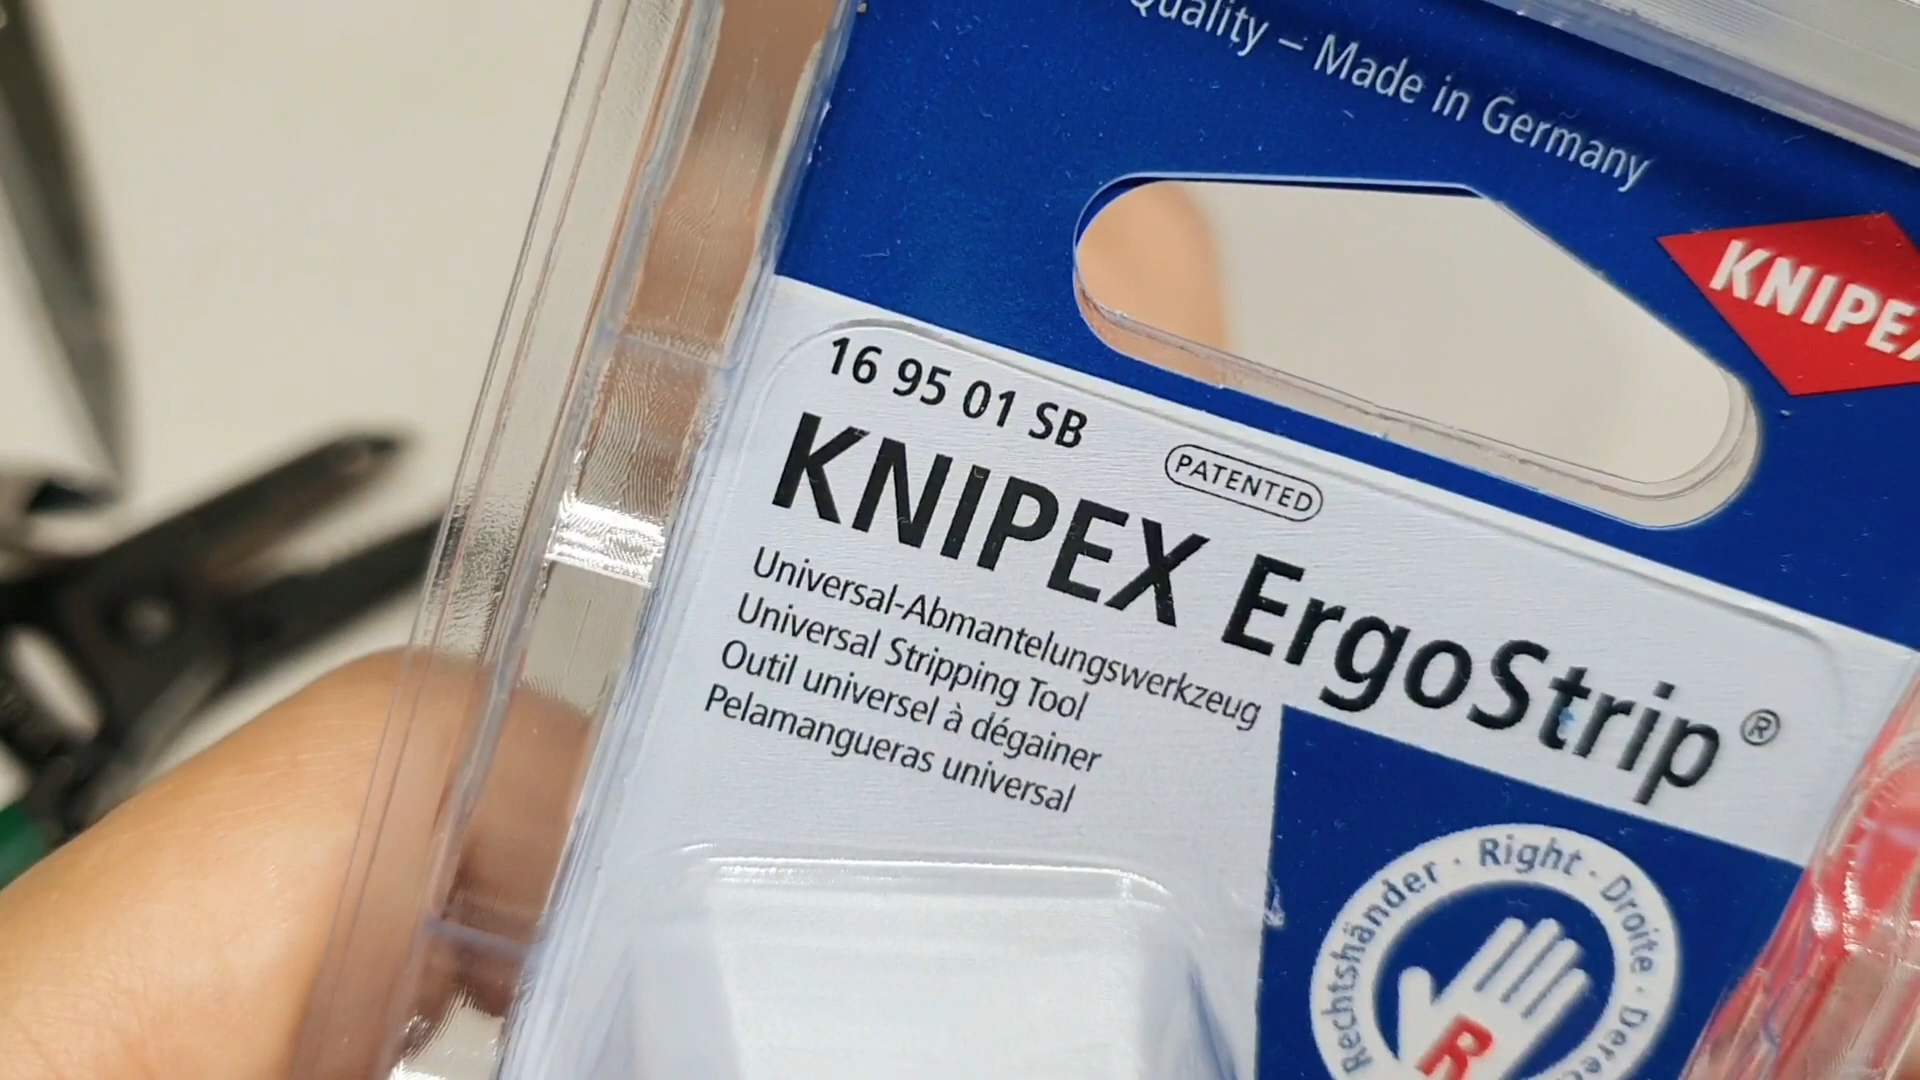 Quality – Made in Germany
KNIPEX
16 95 01 SB
PATENTED
KNIPEX ErgoStrip®
Universal-Abmantelungswerkzeug
Universal Stripping Tool
Outil universel à dégainer
Pelamangueras universal
Rechtshänder · Right · Droite ·
R